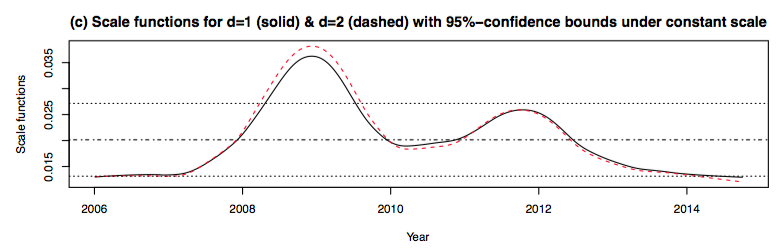 (c) Scale functions for d=1 (solid) & d=2 (dashed) with 95%−confidence bounds under constant scale
Scale functions
0.035
0.025
0.015
2006 2008 2010 2012 2014
Year